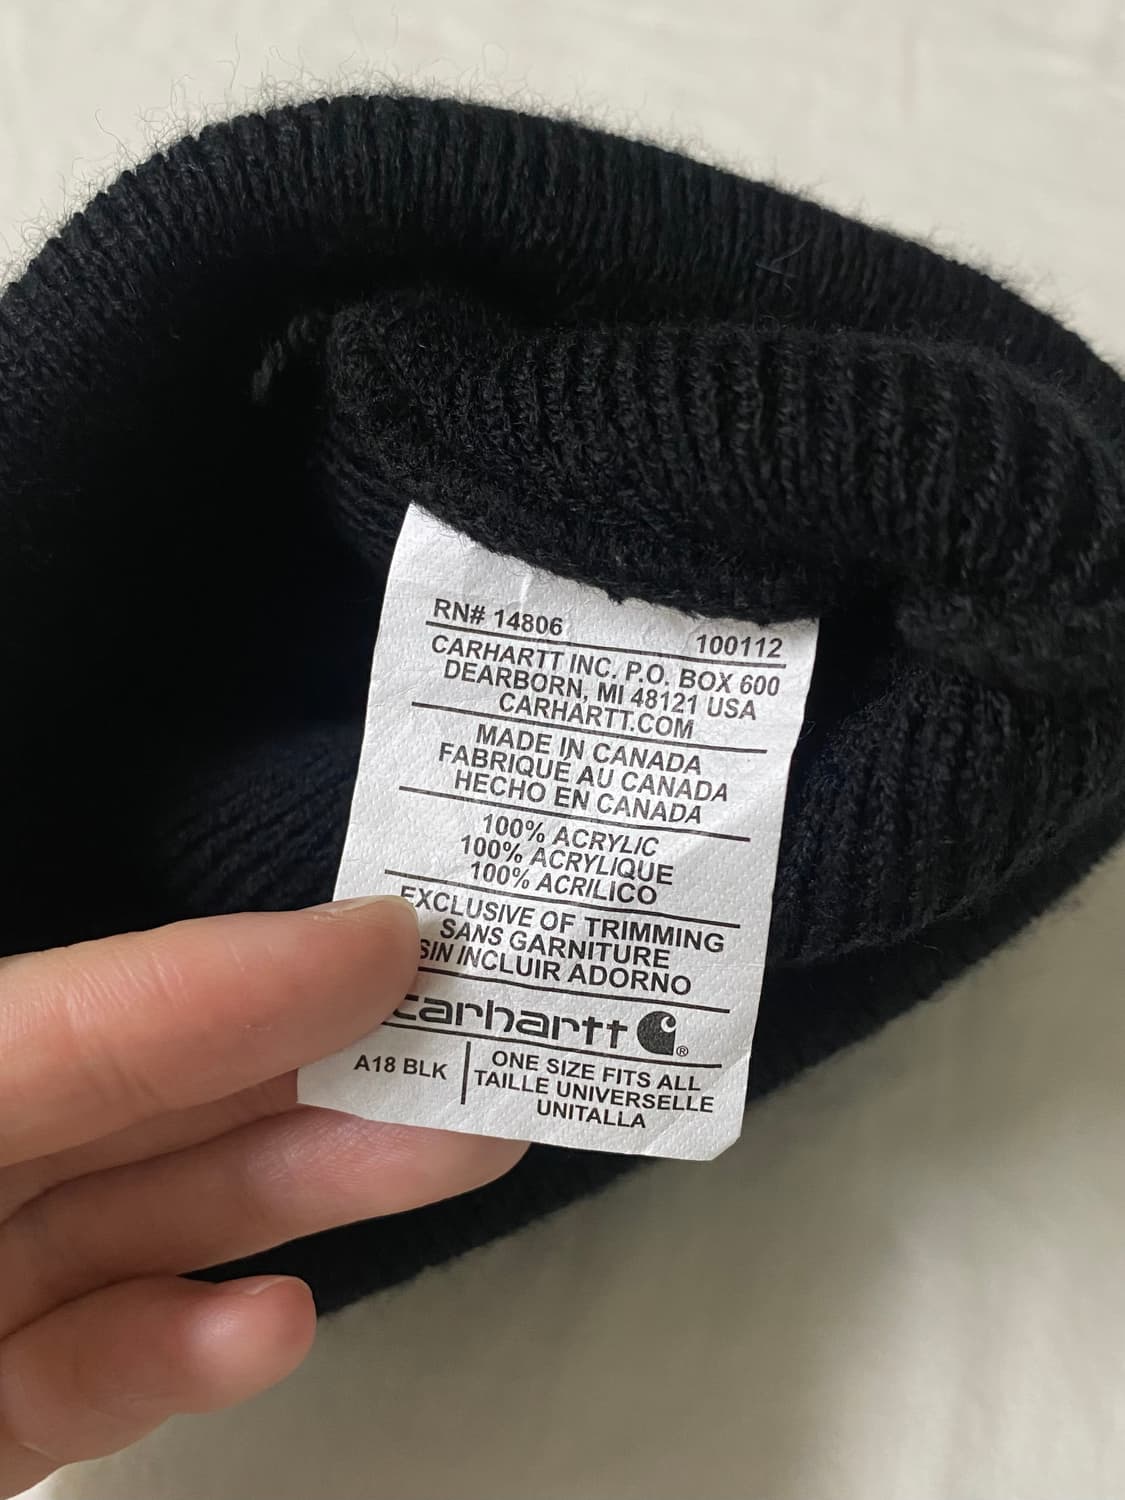 RN# 14806 100112
CARHARTT INC. P.O. BOX 600
DEARBORN, MI 48121 USA
CARHARTT.COM
MADE IN CANADA
FABRIQUE AU CANADA
HECHO EN CANADA
100% ACRYLIC
100% ACRYLIQUE
100% ACRILICO
EXCLUSIVE OF TRIMMING
SANS GARNITURE
SIN INCLUIR ADORNO
carhartt
A18 BLK
ONE SIZE FITS ALL
TAILLE UNIVERSELLE
UNITALLA